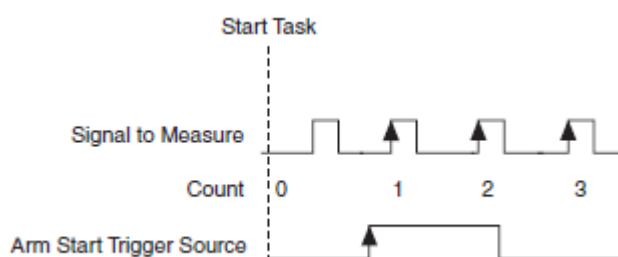 Start Task
Signal to Measure
Count 0 1 2 3
Arm Start Trigger Source